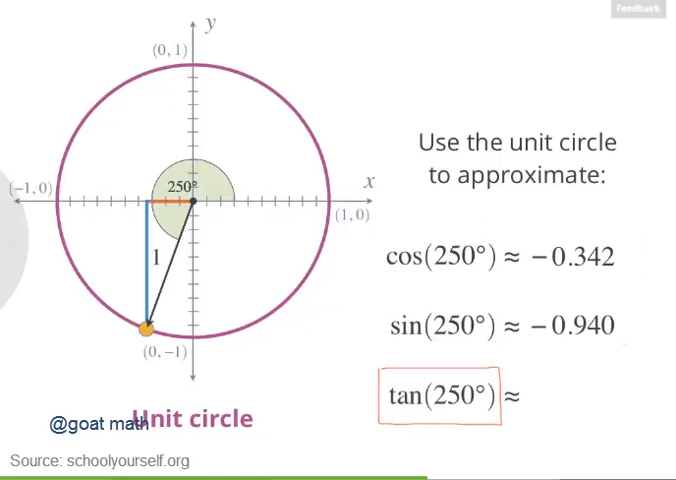 Feedback
y
(0, 1)
Use the unit circle
to approximate:
250°
x
(−1, 0)
(1, 0)
1
cos(250°) ≈ −0.342
sin(250°) ≈ −0.940
(0, −1)
tan(250°) ≈
@goat math
Unit circle
Source: schoolyourself.org